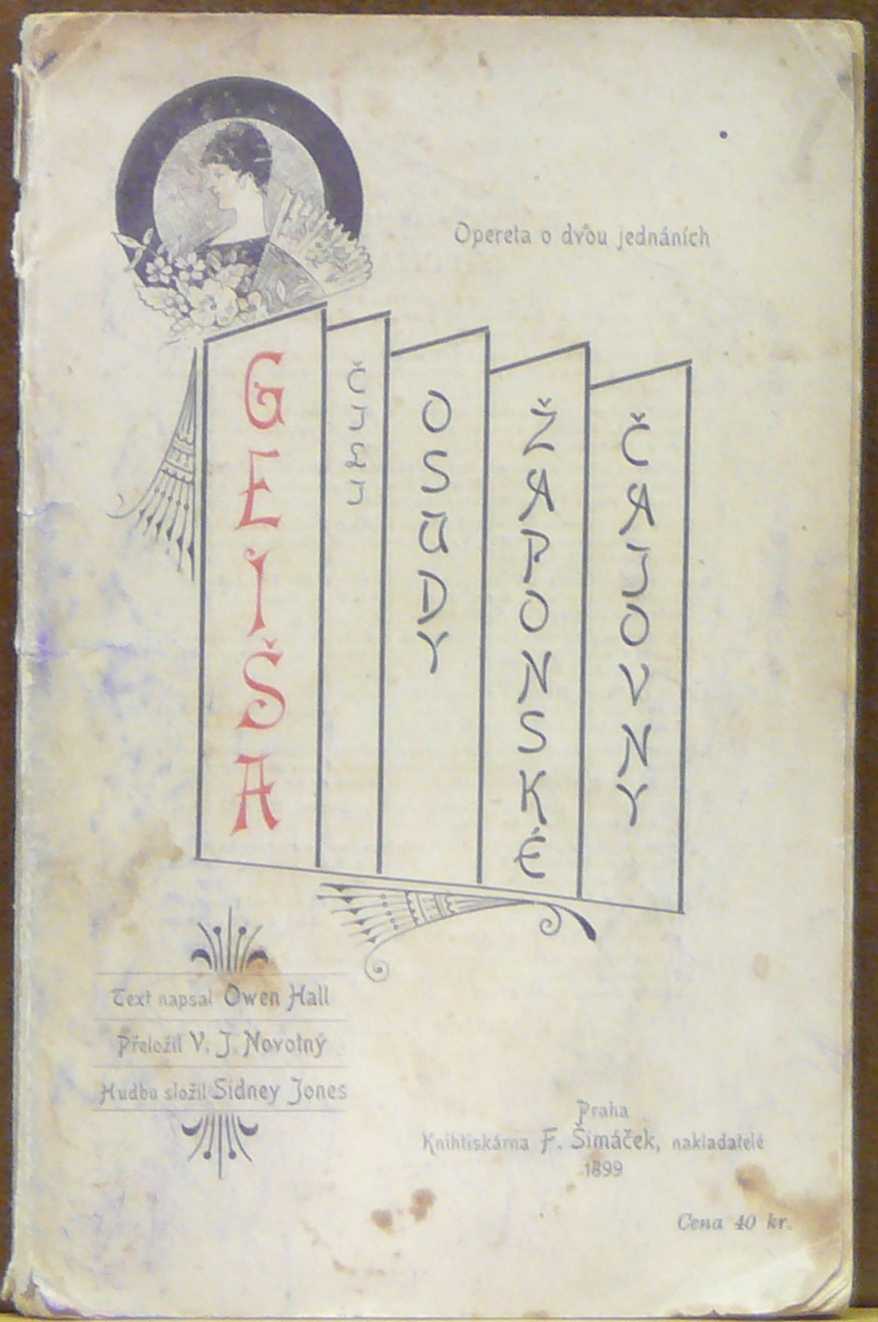 Opereta o dvou jednáních
GEIŠA
ČILI
OSUDY
ŽAPONSKÉ
ČAJOVNY
Text napsal Owen Hall
Přeložil V. J. Novotný
Hudbu složil Sidney Jones
Praha
Knihtiskárna F. Šimáček, nakladatelé
1899
Cena 40 kr.